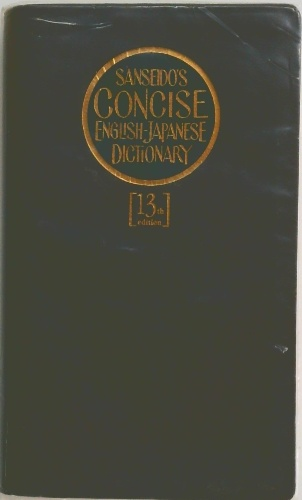 SANSEIDO'S
CONCISE
ENGLISH-JAPANESE
DICTIONARY
13th
edition